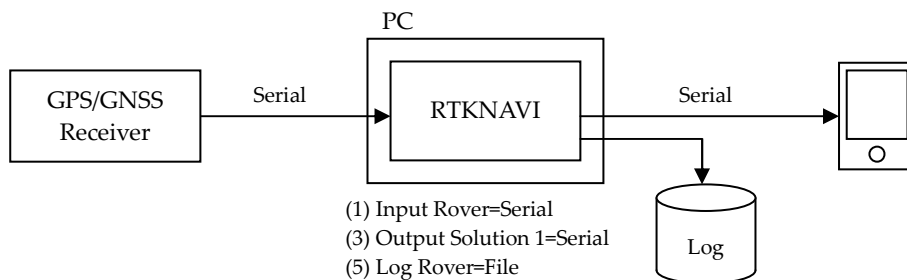 PC
GPS/GNSS
Receiver
Serial
RTKNAVI
Serial
(1) Input Rover=Serial
(3) Output Solution 1=Serial
(5) Log Rover=File
Log